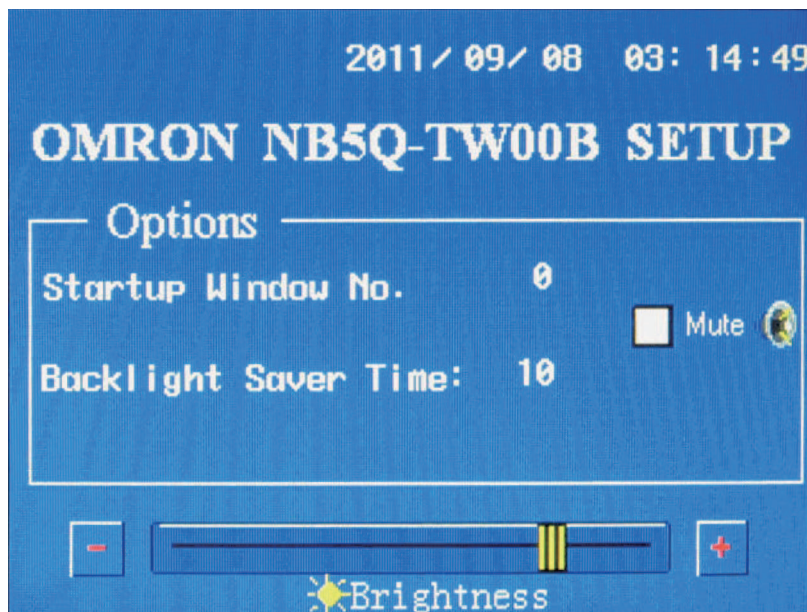 2011/09/08 03:14:49
OMRON NB5Q-TW00B SETUP
Options
Startup Window No. 0
Mute
Backlight Saver Time: 10
- +
Brightness